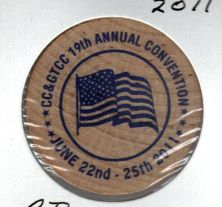 2011
★ CC&GTCC 19th ANNUAL CONVENTION ★
★ JUNE 22nd - 25th 2011 ★